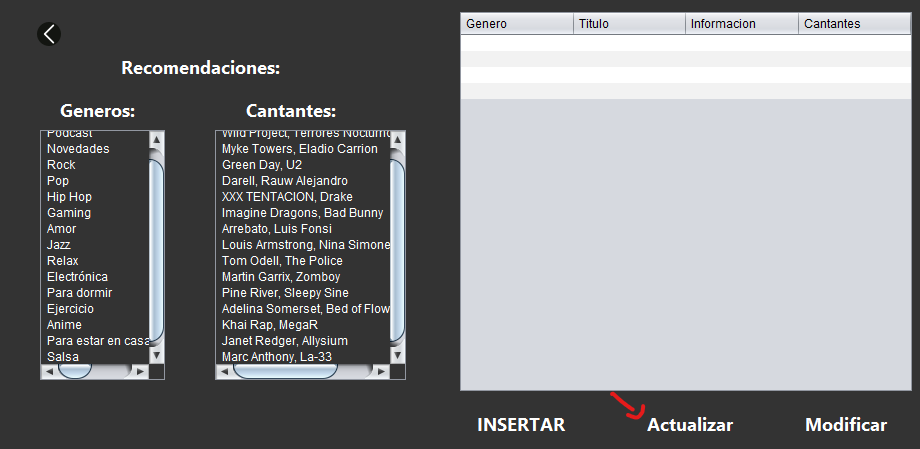 Recomendaciones:
Generos:
Podcast
Novedades
Rock
Pop
Hip Hop
Gaming
Amor
Jazz
Relax
Electrónica
Para dormir
Ejercicio
Anime
Para estar en casa
Salsa
Cantantes:
Wild Project, Terrores Nocturno
Myke Towers, Eladio Carrion
Green Day, U2
Darell, Rauw Alejandro
XXX TENTACION, Drake
Imagine Dragons, Bad Bunny
Arrebato, Luis Fonsi
Louis Armstrong, Nina Simone
Tom Odell, The Police
Martin Garrix, Zomboy
Pine River, Sleepy Sine
Adelina Somerset, Bed of Flow
Khai Rap, MegaR
Janet Redger, Allysium
Marc Anthony, La-33
Genero Titulo Informacion Cantantes
INSERTAR Actualizar Modificar